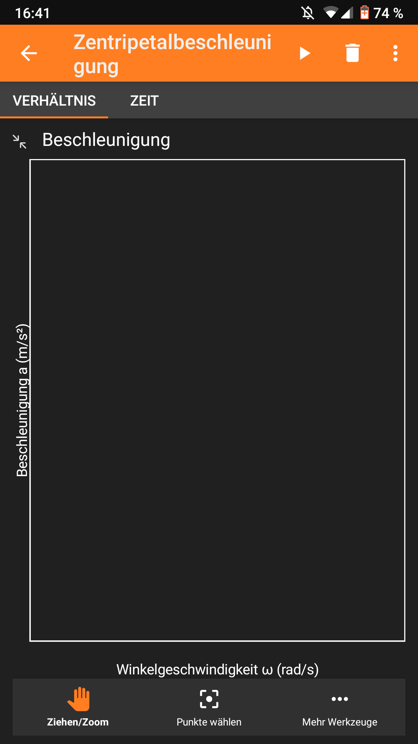 16:41
74 %
Zentripetalbeschleuni
gung
VERHÄLTNIS
ZEIT
Beschleunigung
Beschleunigung a (m/s²)
Winkelgeschwindigkeit ω (rad/s)
Ziehen/Zoom
Punkte wählen
Mehr Werkzeuge